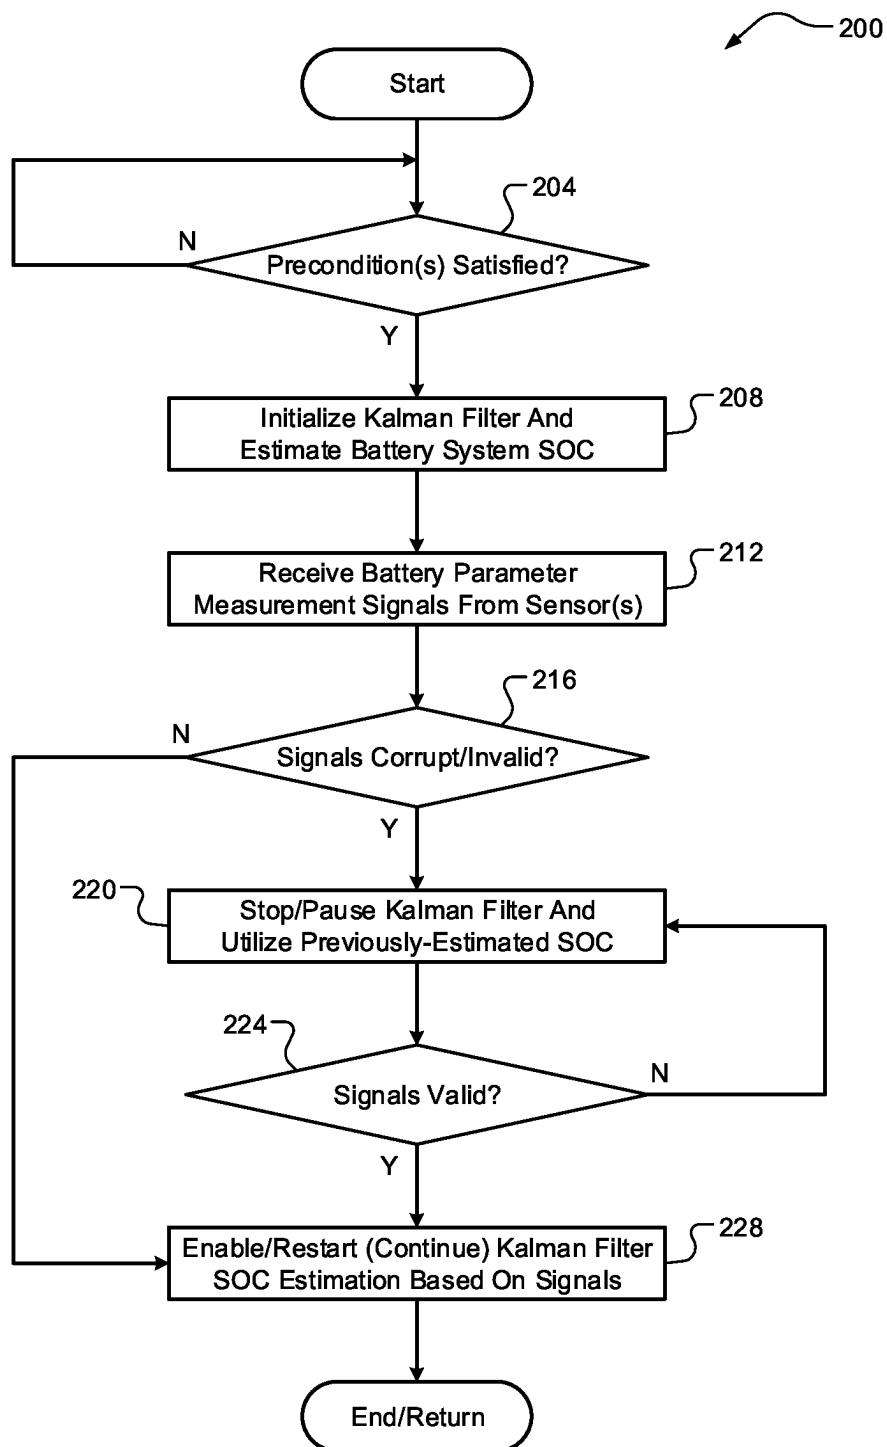 200
Start
204
N
Precondition(s) Satisfied?
Y
208
Initialize Kalman Filter And
Estimate Battery System SOC
212
Receive Battery Parameter
Measurement Signals From Sensor(s)
216
N
Signals Corrupt/Invalid?
Y
220
Stop/Pause Kalman Filter And
Utilize Previously-Estimated SOC
224
N
Signals Valid?
Y
228
Enable/Restart (Continue) Kalman Filter
SOC Estimation Based On Signals
End/Return